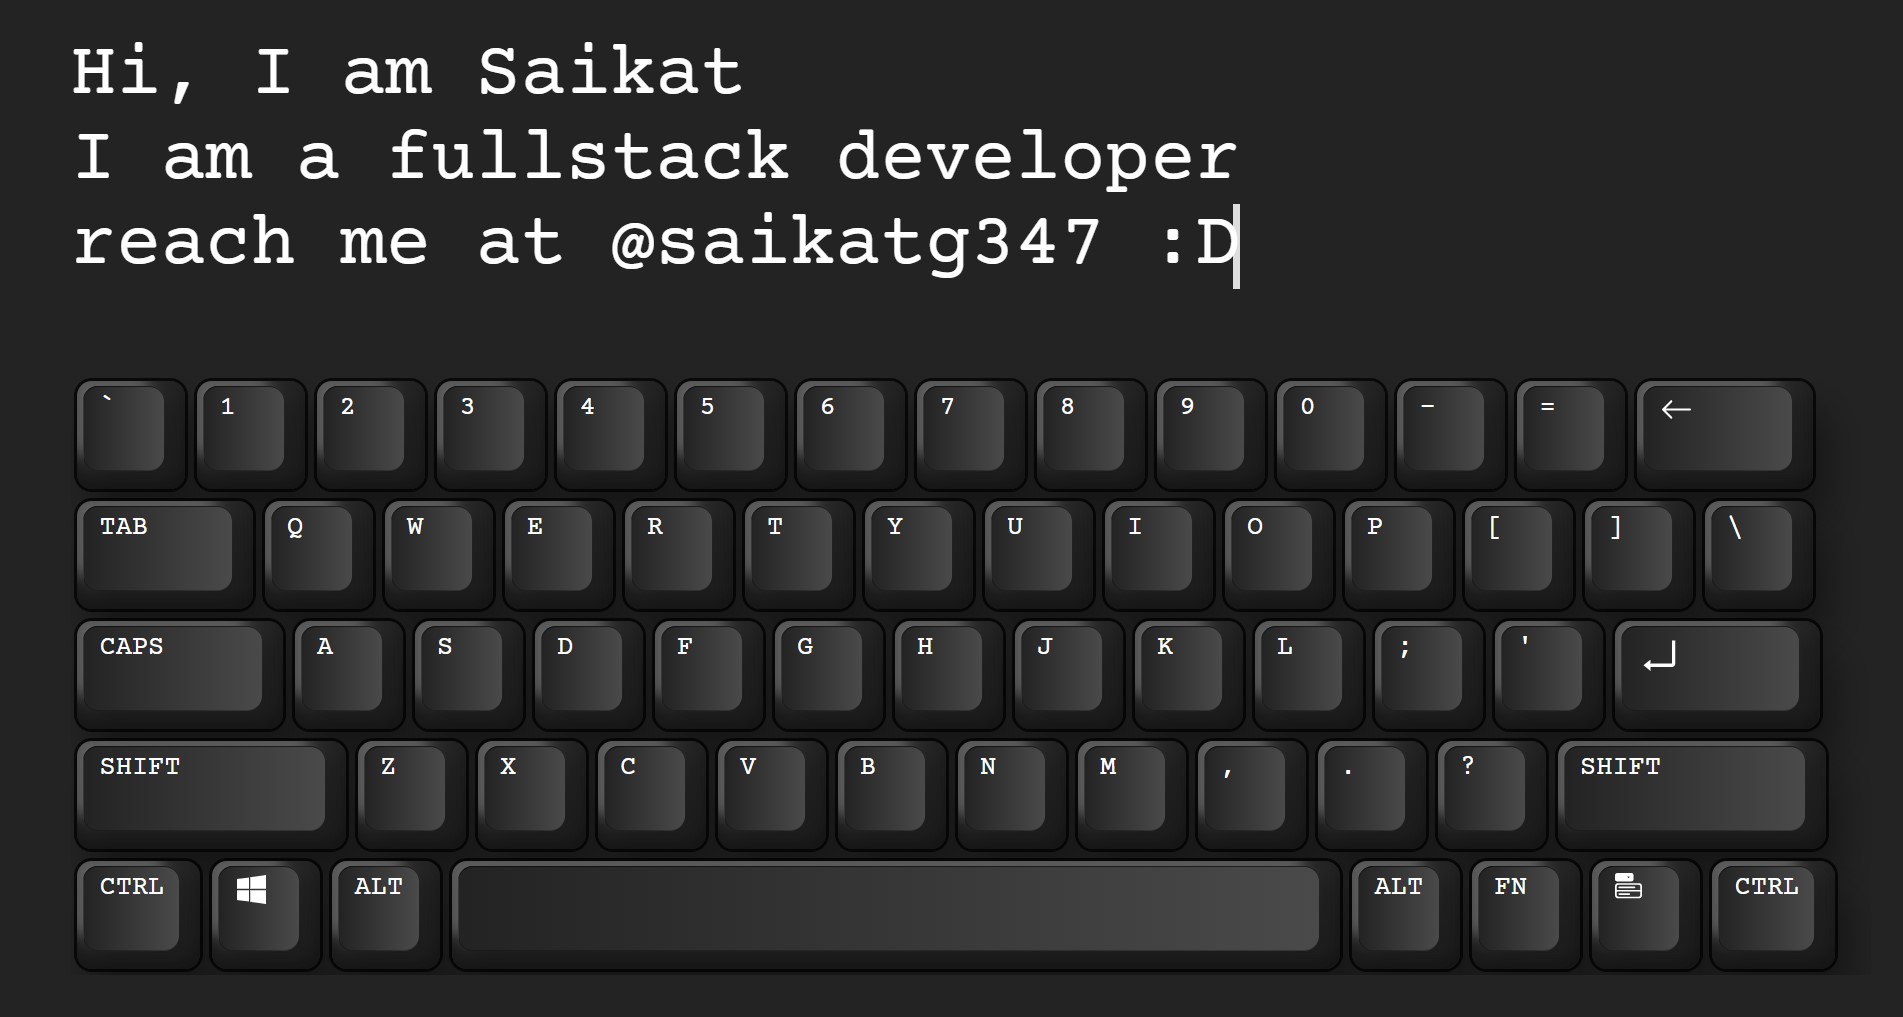 Hi, I am Saikat
I am a fullstack developer
reach me at @saikatg347 :D
` 1 2 3 4 5 6 7 8 9 0 - = ←
TAB Q W E R T Y U I O P [ ] \
CAPS A S D F G H J K L ; '
SHIFT Z X C V B N M , . ? SHIFT
CTRL ALT ALT FN CTRL